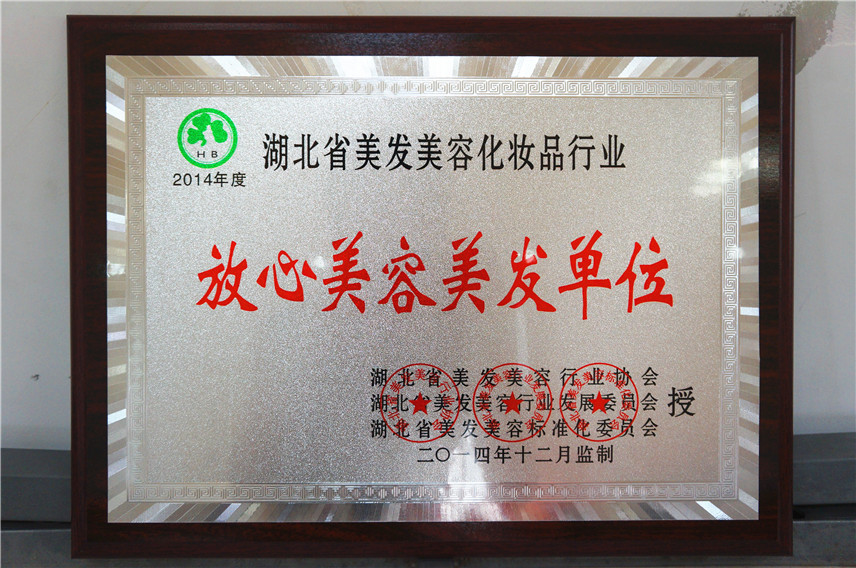 HB
2014年度
湖北省美发美容化妆品行业
放心美容美发单位
湖北省美发美容行业协会
湖北省美发美容行业发展委员会 授
湖北省美发美容标准化委员会
二〇一四年十二月监制